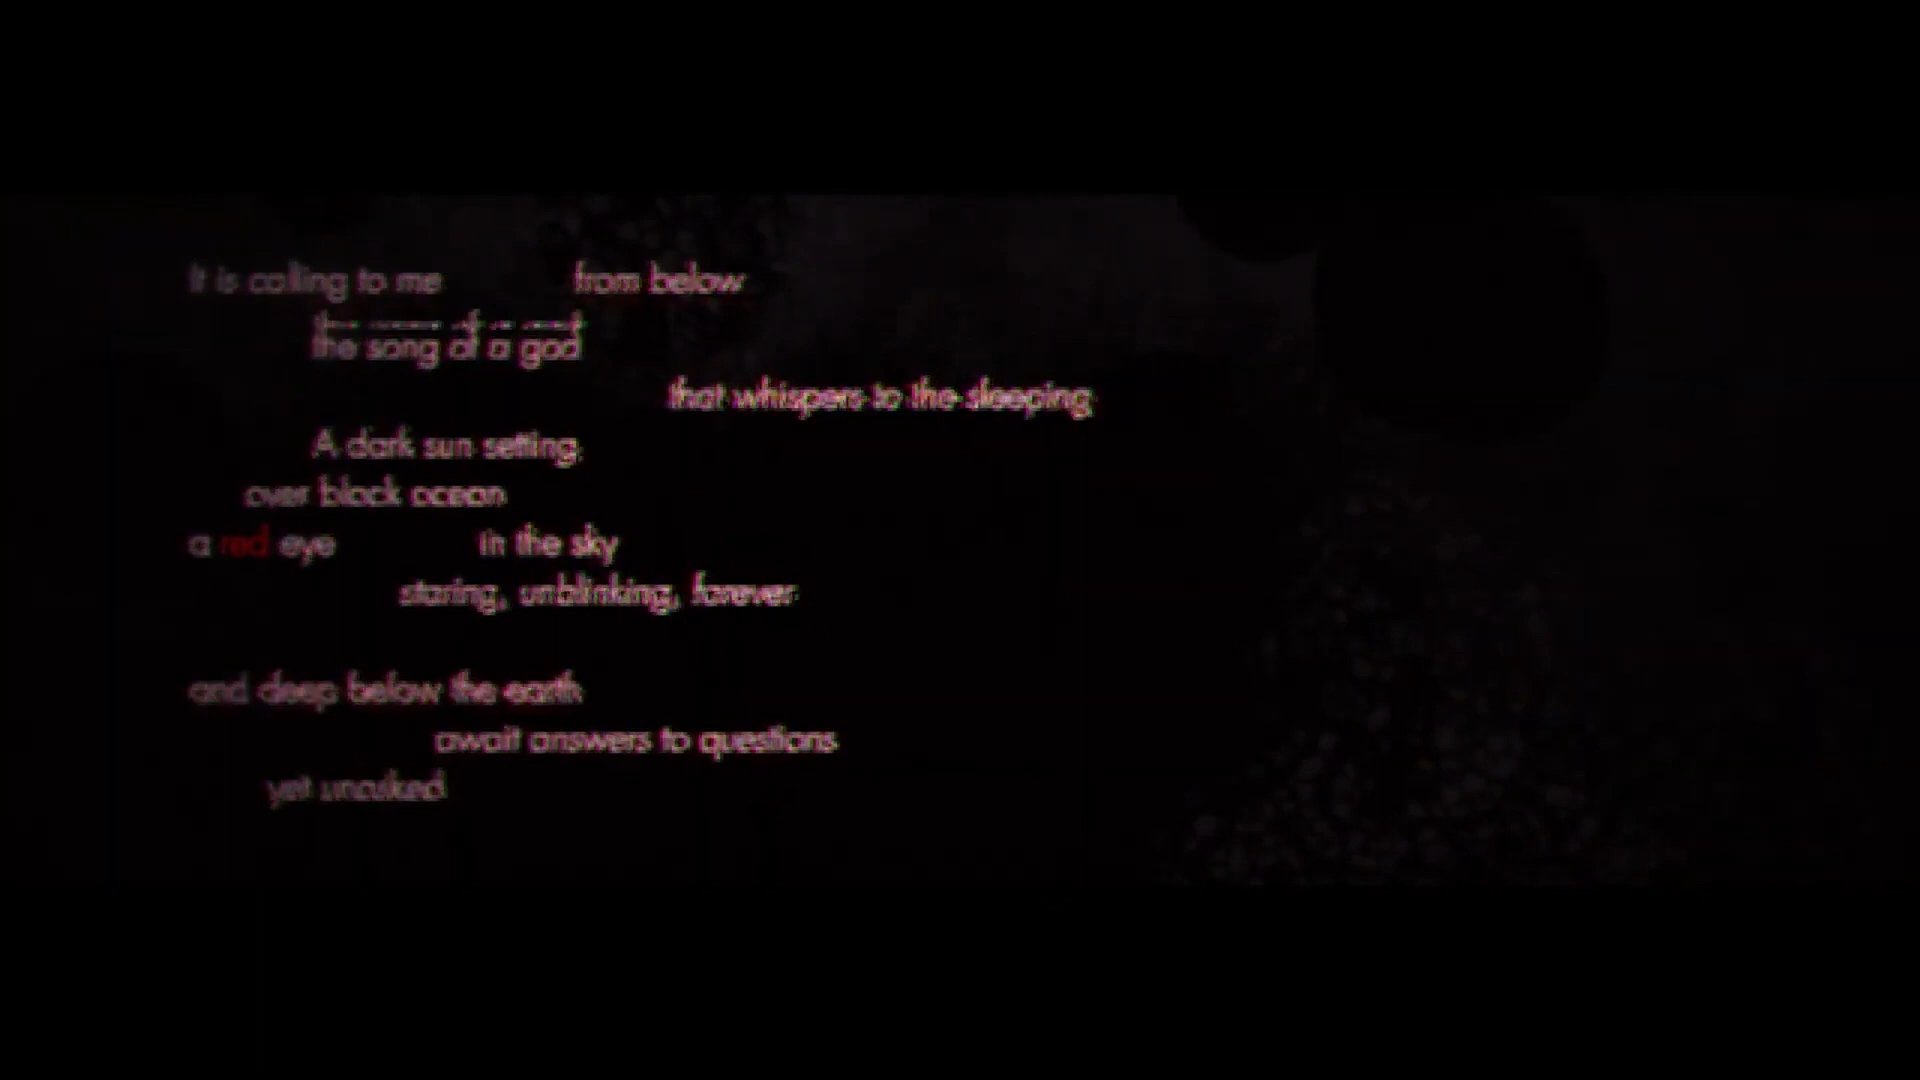 It is calling to me from below
the song of a god
that whispers to the sleeping
A dark sun setting
over black ocean
a red eye in the sky
staring, unblinking, forever
and deep below the earth
await answers to questions
yet unasked